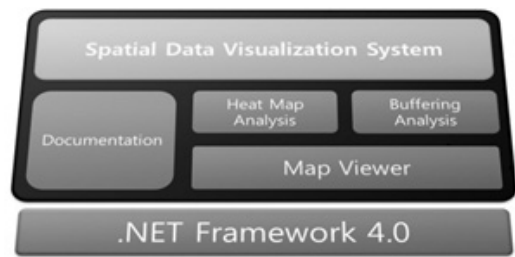 Spatial Data Visualization System
Documentation
Heat Map
Analysis
Buffering
Analysis
Map Viewer
.NET Framework 4.0